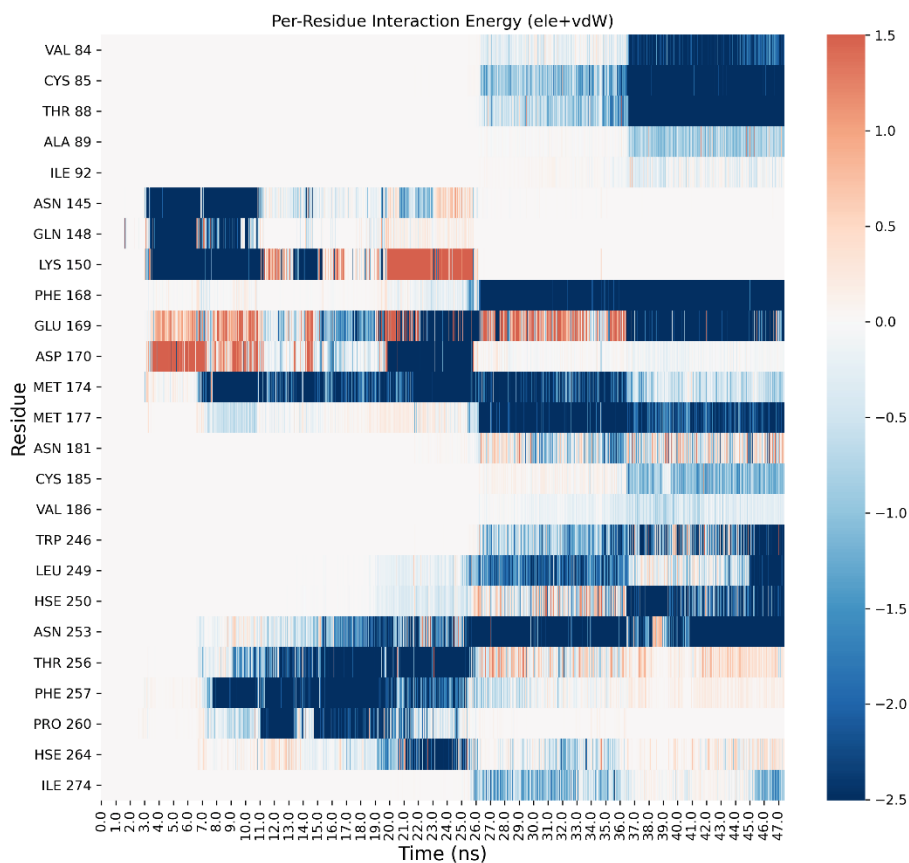 Per-Residue Interaction Energy (ele+vdW)
VAL 84
CYS 85
THR 88
ALA 89
ILE 92
ASN 145
GLN 148
LYS 150
PHE 168
GLU 169
ASP 170
MET 174
MET 177
ASN 181
CYS 185
VAL 186
TRP 246
LEU 249
HSE 250
ASN 253
THR 256
PHE 257
PRO 260
HSE 264
ILE 274
Residue
0.0 1.0 2.0 3.0 4.0 5.0 6.0 7.0 8.0 9.0 10.0 11.0 12.0 13.0 14.0 15.0 16.0 17.0 18.0 19.0 20.0 21.0 22.0 23.0 24.0 25.0 26.0 27.0 28.0 29.0 30.0 31.0 32.0 33.0 34.0 35.0 36.0 37.0 38.0 39.0 40.0 41.0 42.0 43.0 44.0 45.0 46.0 47.0
Time (ns)
1.5
1.0
0.5
0.0
−0.5
−1.0
−1.5
−2.0
−2.5